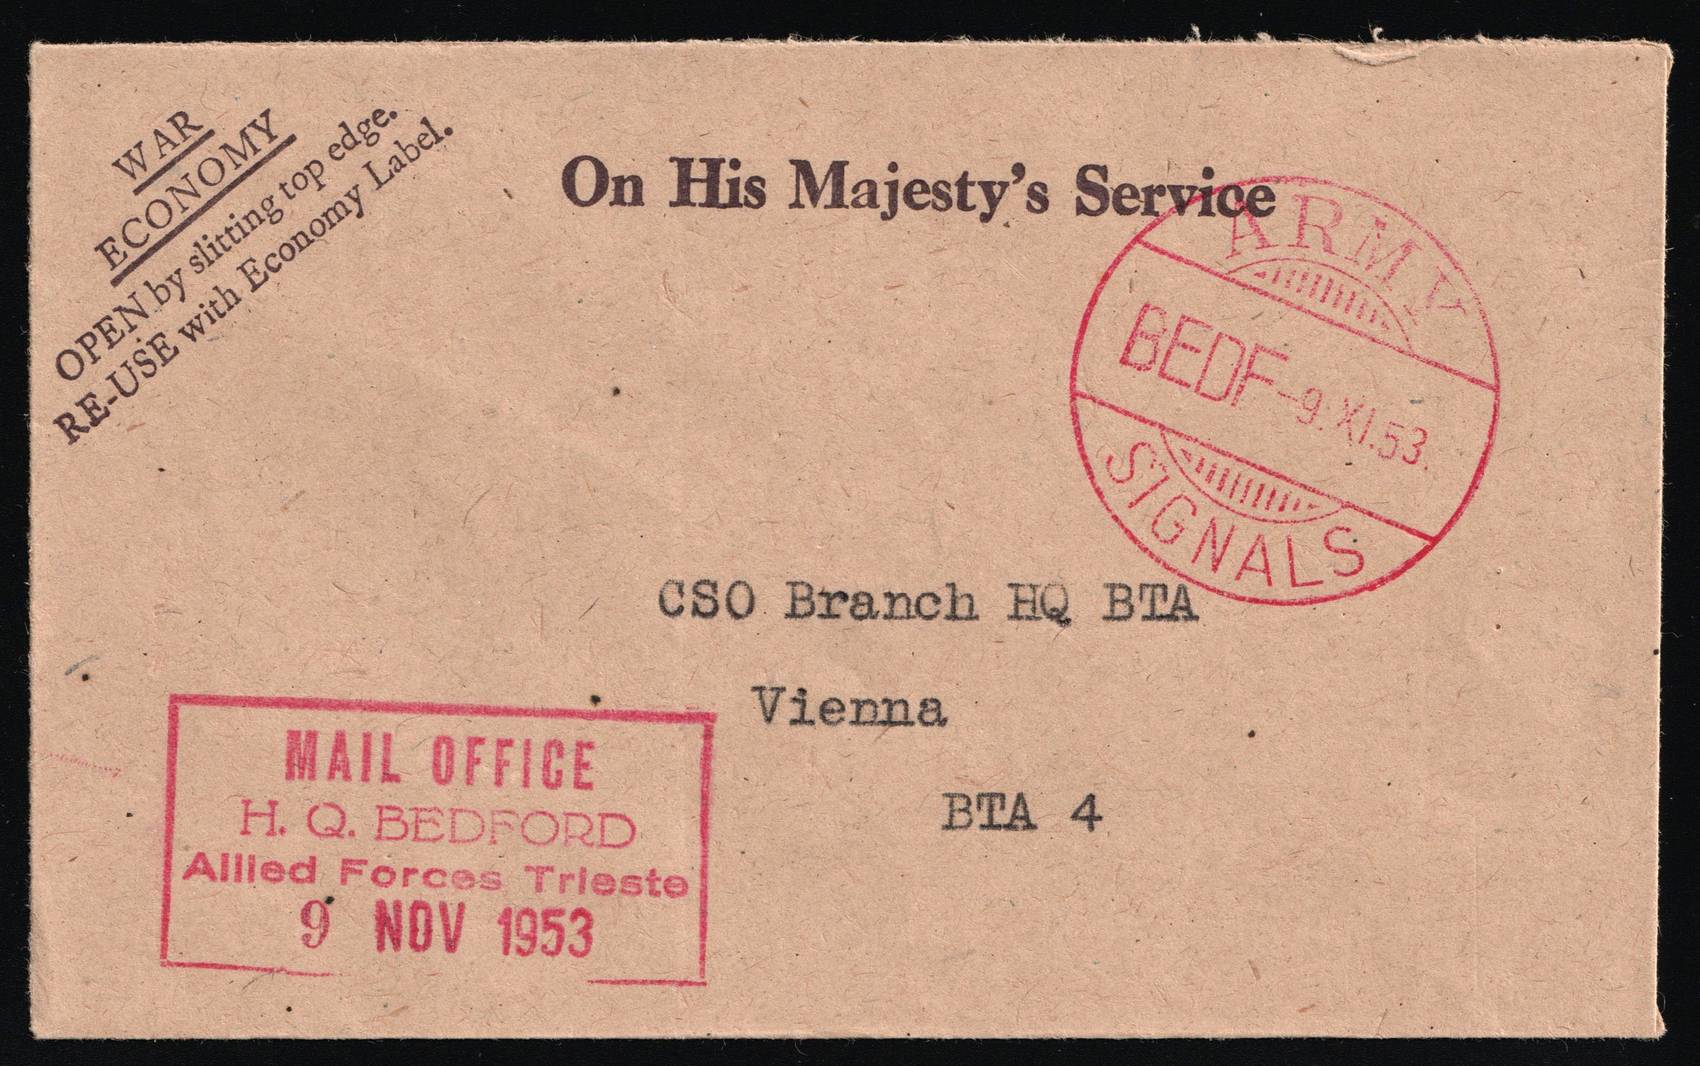 WAR
ECONOMY
OPEN by slitting top edge.
RE-USE with Economy Label.
On His Majesty's Service
ARMY
BEDF-9.XI.53.
SIGNALS
CSO Branch HQ BTA
Vienna
BTA 4
MAIL OFFICE
H. Q. BEDFORD
Allied Forces Trieste
9 NOV 1953